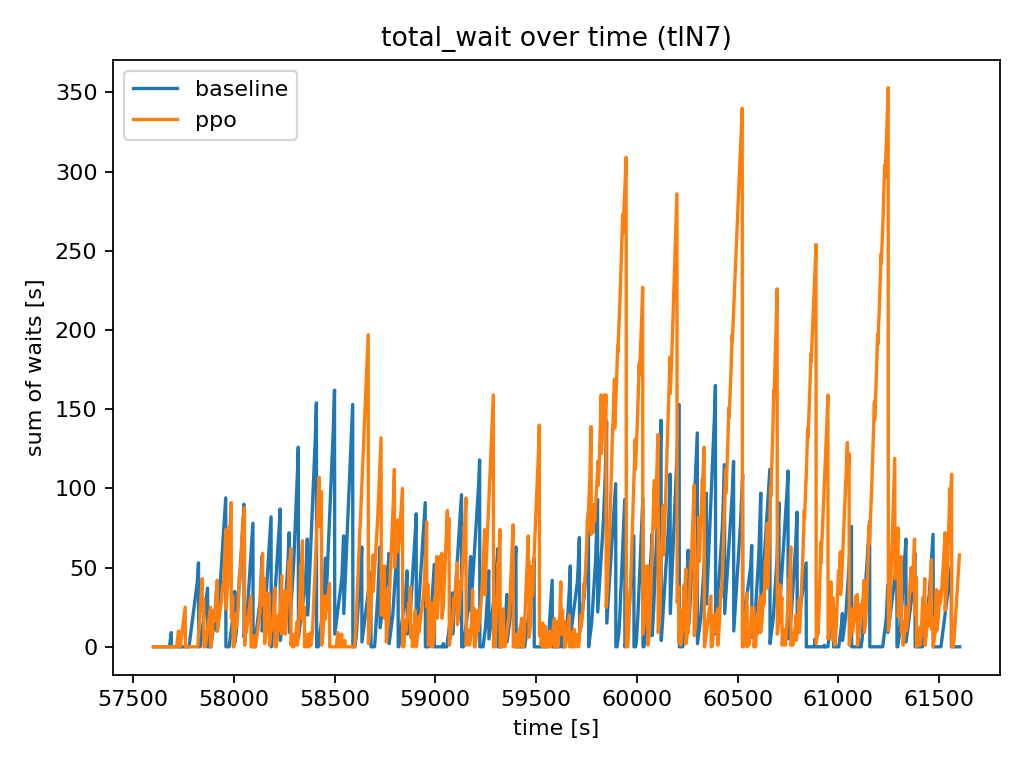 total_wait over time (tlN7)
baseline
ppo
sum of waits [s]
350
300
250
200
150
100
50
0
57500 58000 58500 59000 59500 60000 60500 61000 61500
time [s]